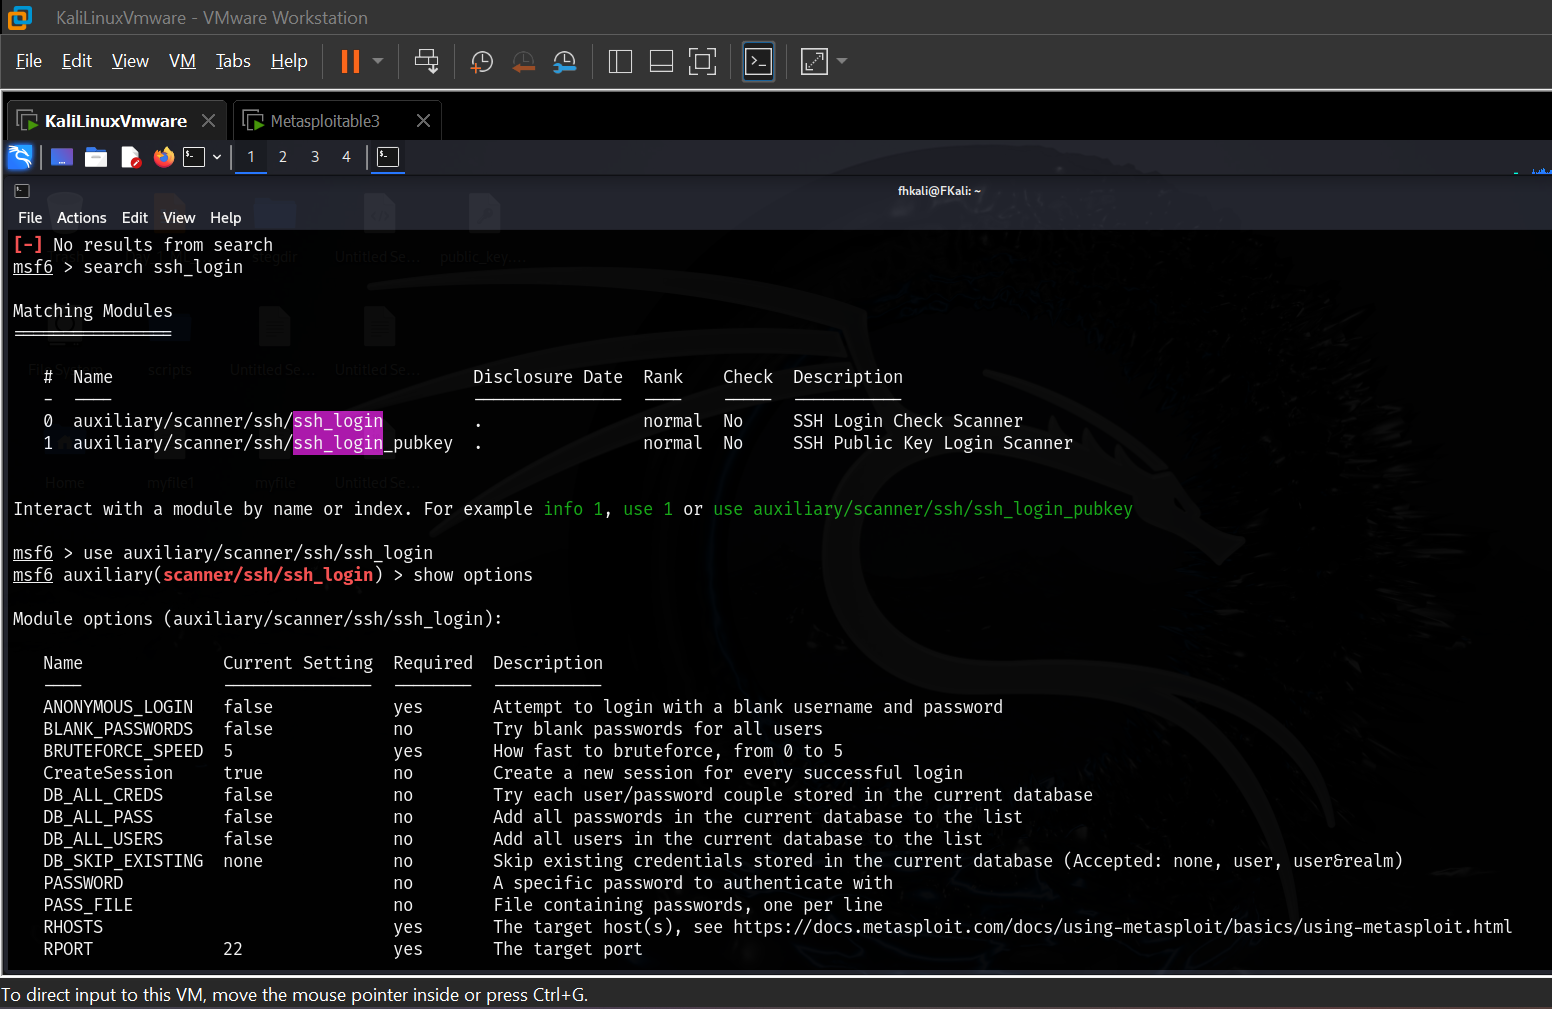 KaliLinuxVmware - VMware Workstation
File Edit View VM Tabs Help
KaliLinuxVmware Metasploitable3
1 2 3 4
fhkali@FKali: ~
File Actions Edit View Help
[-] No results from search
msf6 > search ssh_login
Matching Modules
================
# Name Disclosure Date Rank Check Description
- ---- --------------- ---- ----- -----------
0 auxiliary/scanner/ssh/ssh_login . normal No SSH Login Check Scanner
1 auxiliary/scanner/ssh/ssh_login_pubkey . normal No SSH Public Key Login Scanner
Interact with a module by name or index. For example info 1, use 1 or use auxiliary/scanner/ssh/ssh_login_pubkey
msf6 > use auxiliary/scanner/ssh/ssh_login
msf6 auxiliary(scanner/ssh/ssh_login) > show options
Module options (auxiliary/scanner/ssh/ssh_login):
Name Current Setting Required Description
---- --------------- -------- -----------
ANONYMOUS_LOGIN false yes Attempt to login with a blank username and password
BLANK_PASSWORDS false no Try blank passwords for all users
BRUTEFORCE_SPEED 5 yes How fast to bruteforce, from 0 to 5
CreateSession true no Create a new session for every successful login
DB_ALL_CREDS false no Try each user/password couple stored in the current database
DB_ALL_PASS false no Add all passwords in the current database to the list
DB_ALL_USERS false no Add all users in the current database to the list
DB_SKIP_EXISTING none no Skip existing credentials stored in the current database (Accepted: none, user, user&realm)
PASSWORD no A specific password to authenticate with
PASS_FILE no File containing passwords, one per line
RHOSTS yes The target host(s), see https://docs.metasploit.com/docs/using-metasploit/basics/using-metasploit.html
RPORT 22 yes The target port
To direct input to this VM, move the mouse pointer inside or press Ctrl+G.